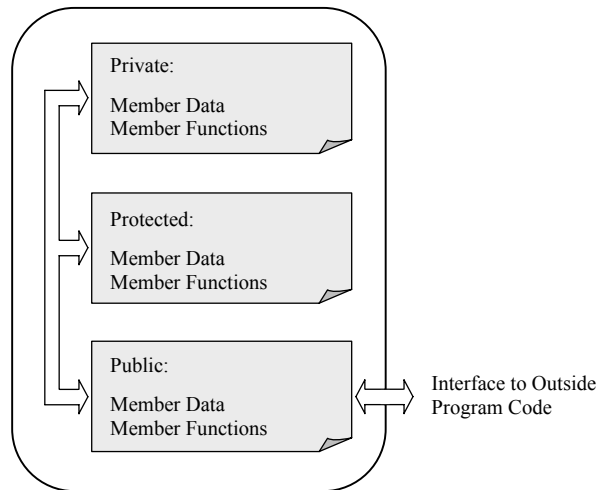 Private:
Member Data
Member Functions
Protected:
Member Data
Member Functions
Public:
Member Data
Member Functions
Interface to Outside
Program Code